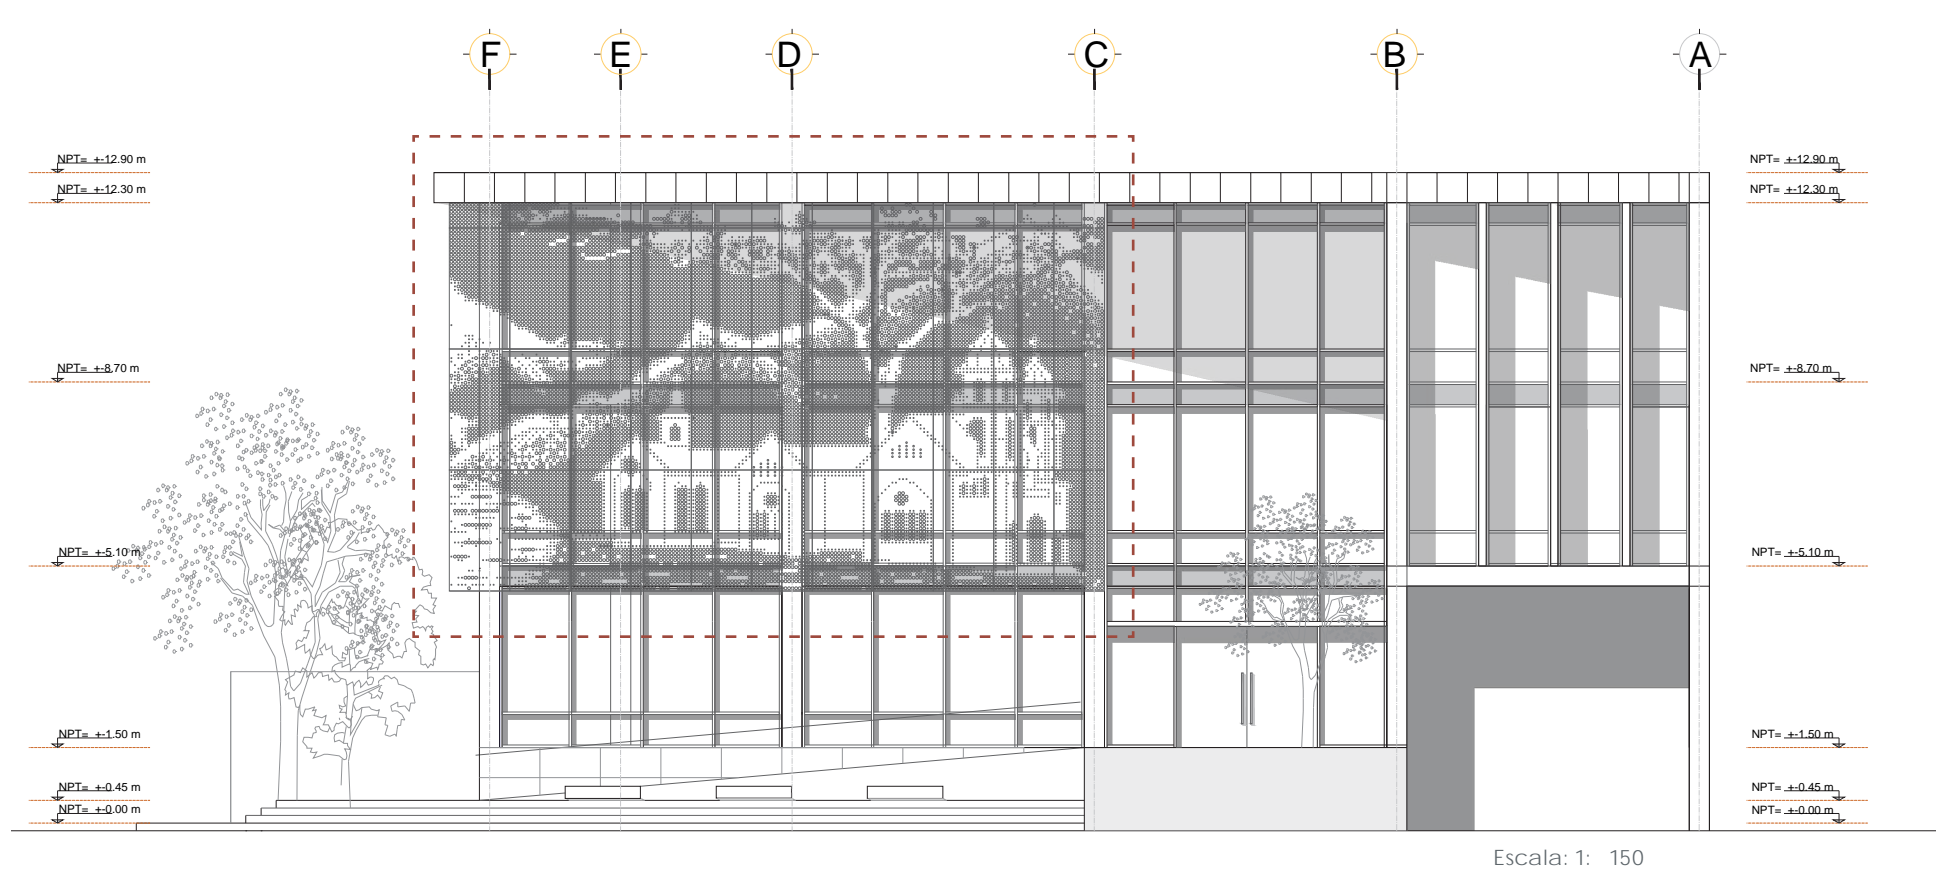 F E D C B A
NPT= +-12.90 m
NPT= +-12.30 m
NPT= +-8.70 m
NPT= +-5.10 m
NPT= +-1.50 m
NPT= +-0.45 m
NPT= +-0.00 m
NPT= +-12.90 m
NPT= +-12.30 m
NPT= +-8.70 m
NPT= +-5.10 m
NPT= +-1.50 m
NPT= +-0.45 m
NPT= +-0.00 m
Escala: 1: 150